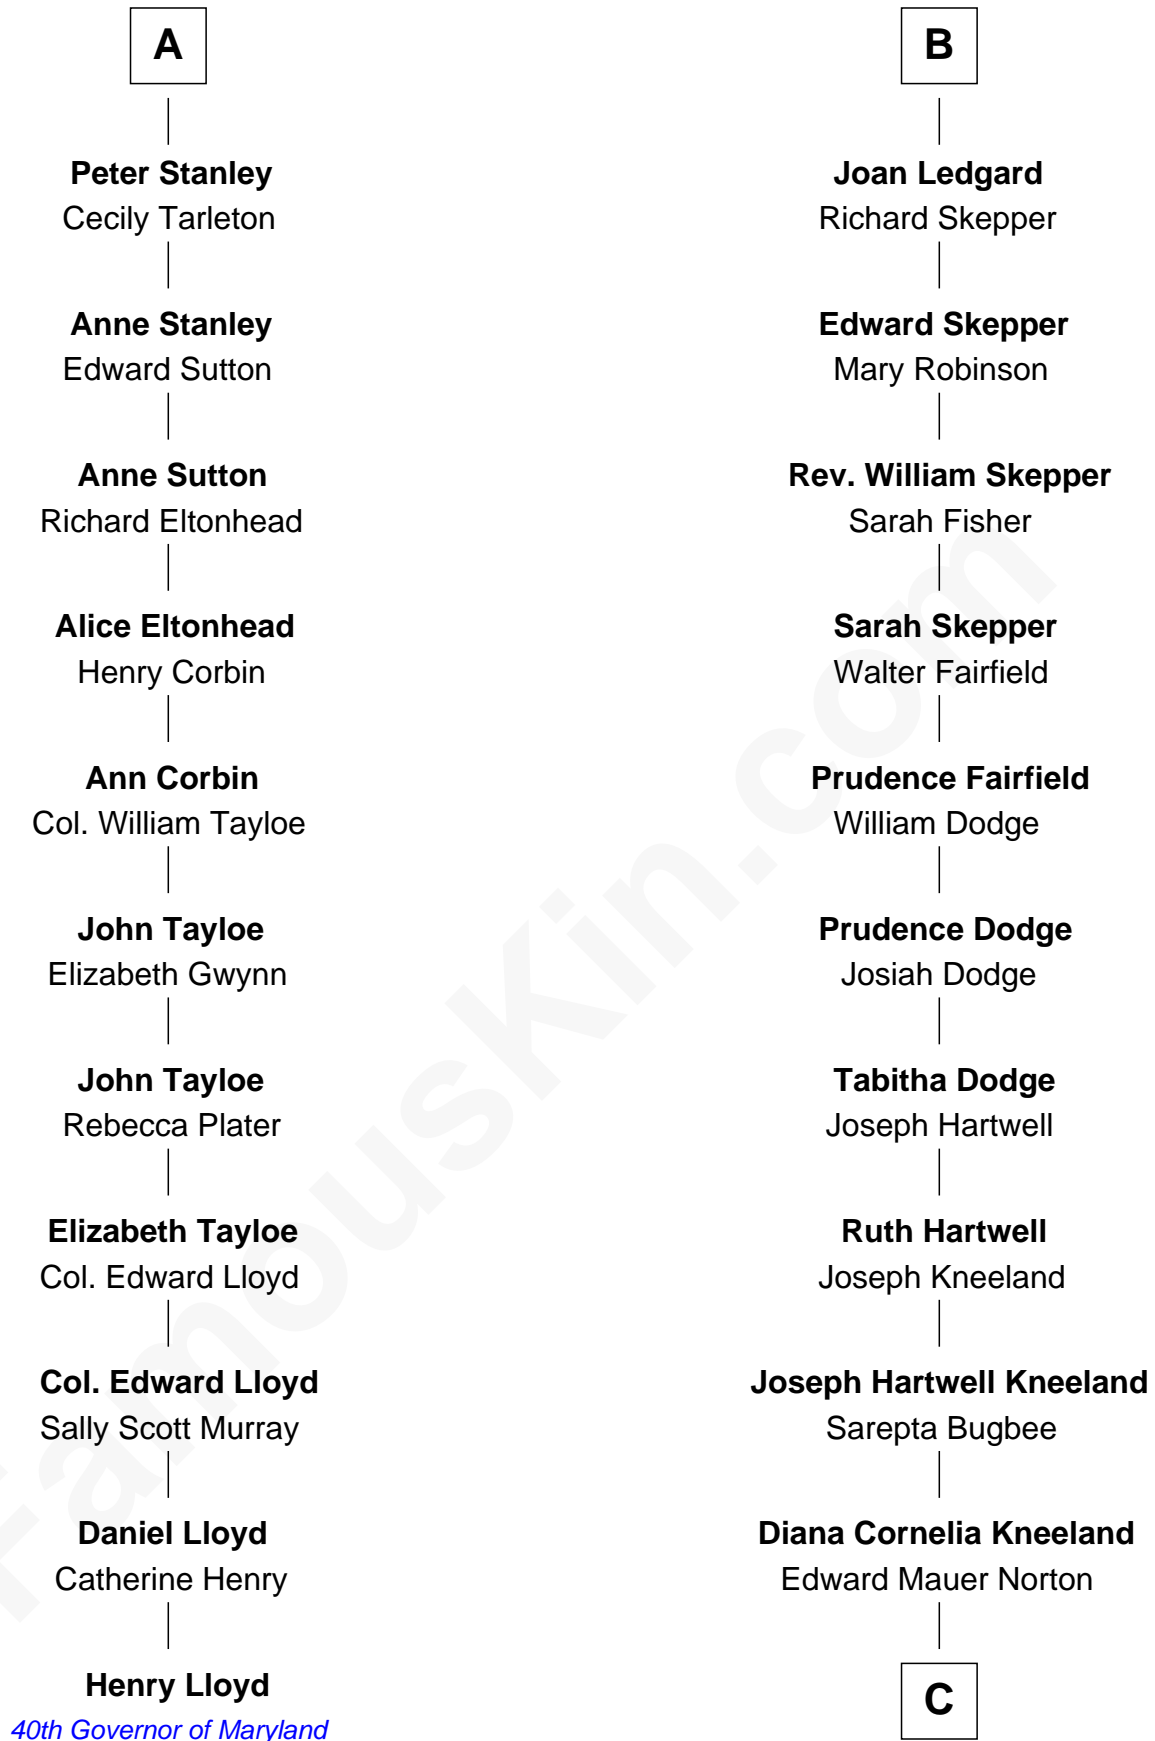 A
Peter Stanley
Cecily Tarleton
Anne Stanley
Edward Sutton
Anne Sutton
Richard Eltonhead
Alice Eltonhead
Henry Corbin
Ann Corbin
Col. William Tayloe
John Tayloe
Elizabeth Gwynn
John Tayloe
Rebecca Plater
Elizabeth Tayloe
Col. Edward Lloyd
Col. Edward Lloyd
Sally Scott Murray
Daniel Lloyd
Catherine Henry
Henry Lloyd
40th Governor of Maryland
B
Joan Ledgard
Richard Skepper
Edward Skepper
Mary Robinson
Rev. William Skepper
Sarah Fisher
Sarah Skepper
Walter Fairfield
Prudence Fairfield
William Dodge
Prudence Dodge
Josiah Dodge
Tabitha Dodge
Joseph Hartwell
Ruth Hartwell
Joseph Kneeland
Joseph Hartwell Kneeland
Sarepta Bugbee
Diana Cornelia Kneeland
Edward Mauer Norton
C
FamousKin.com